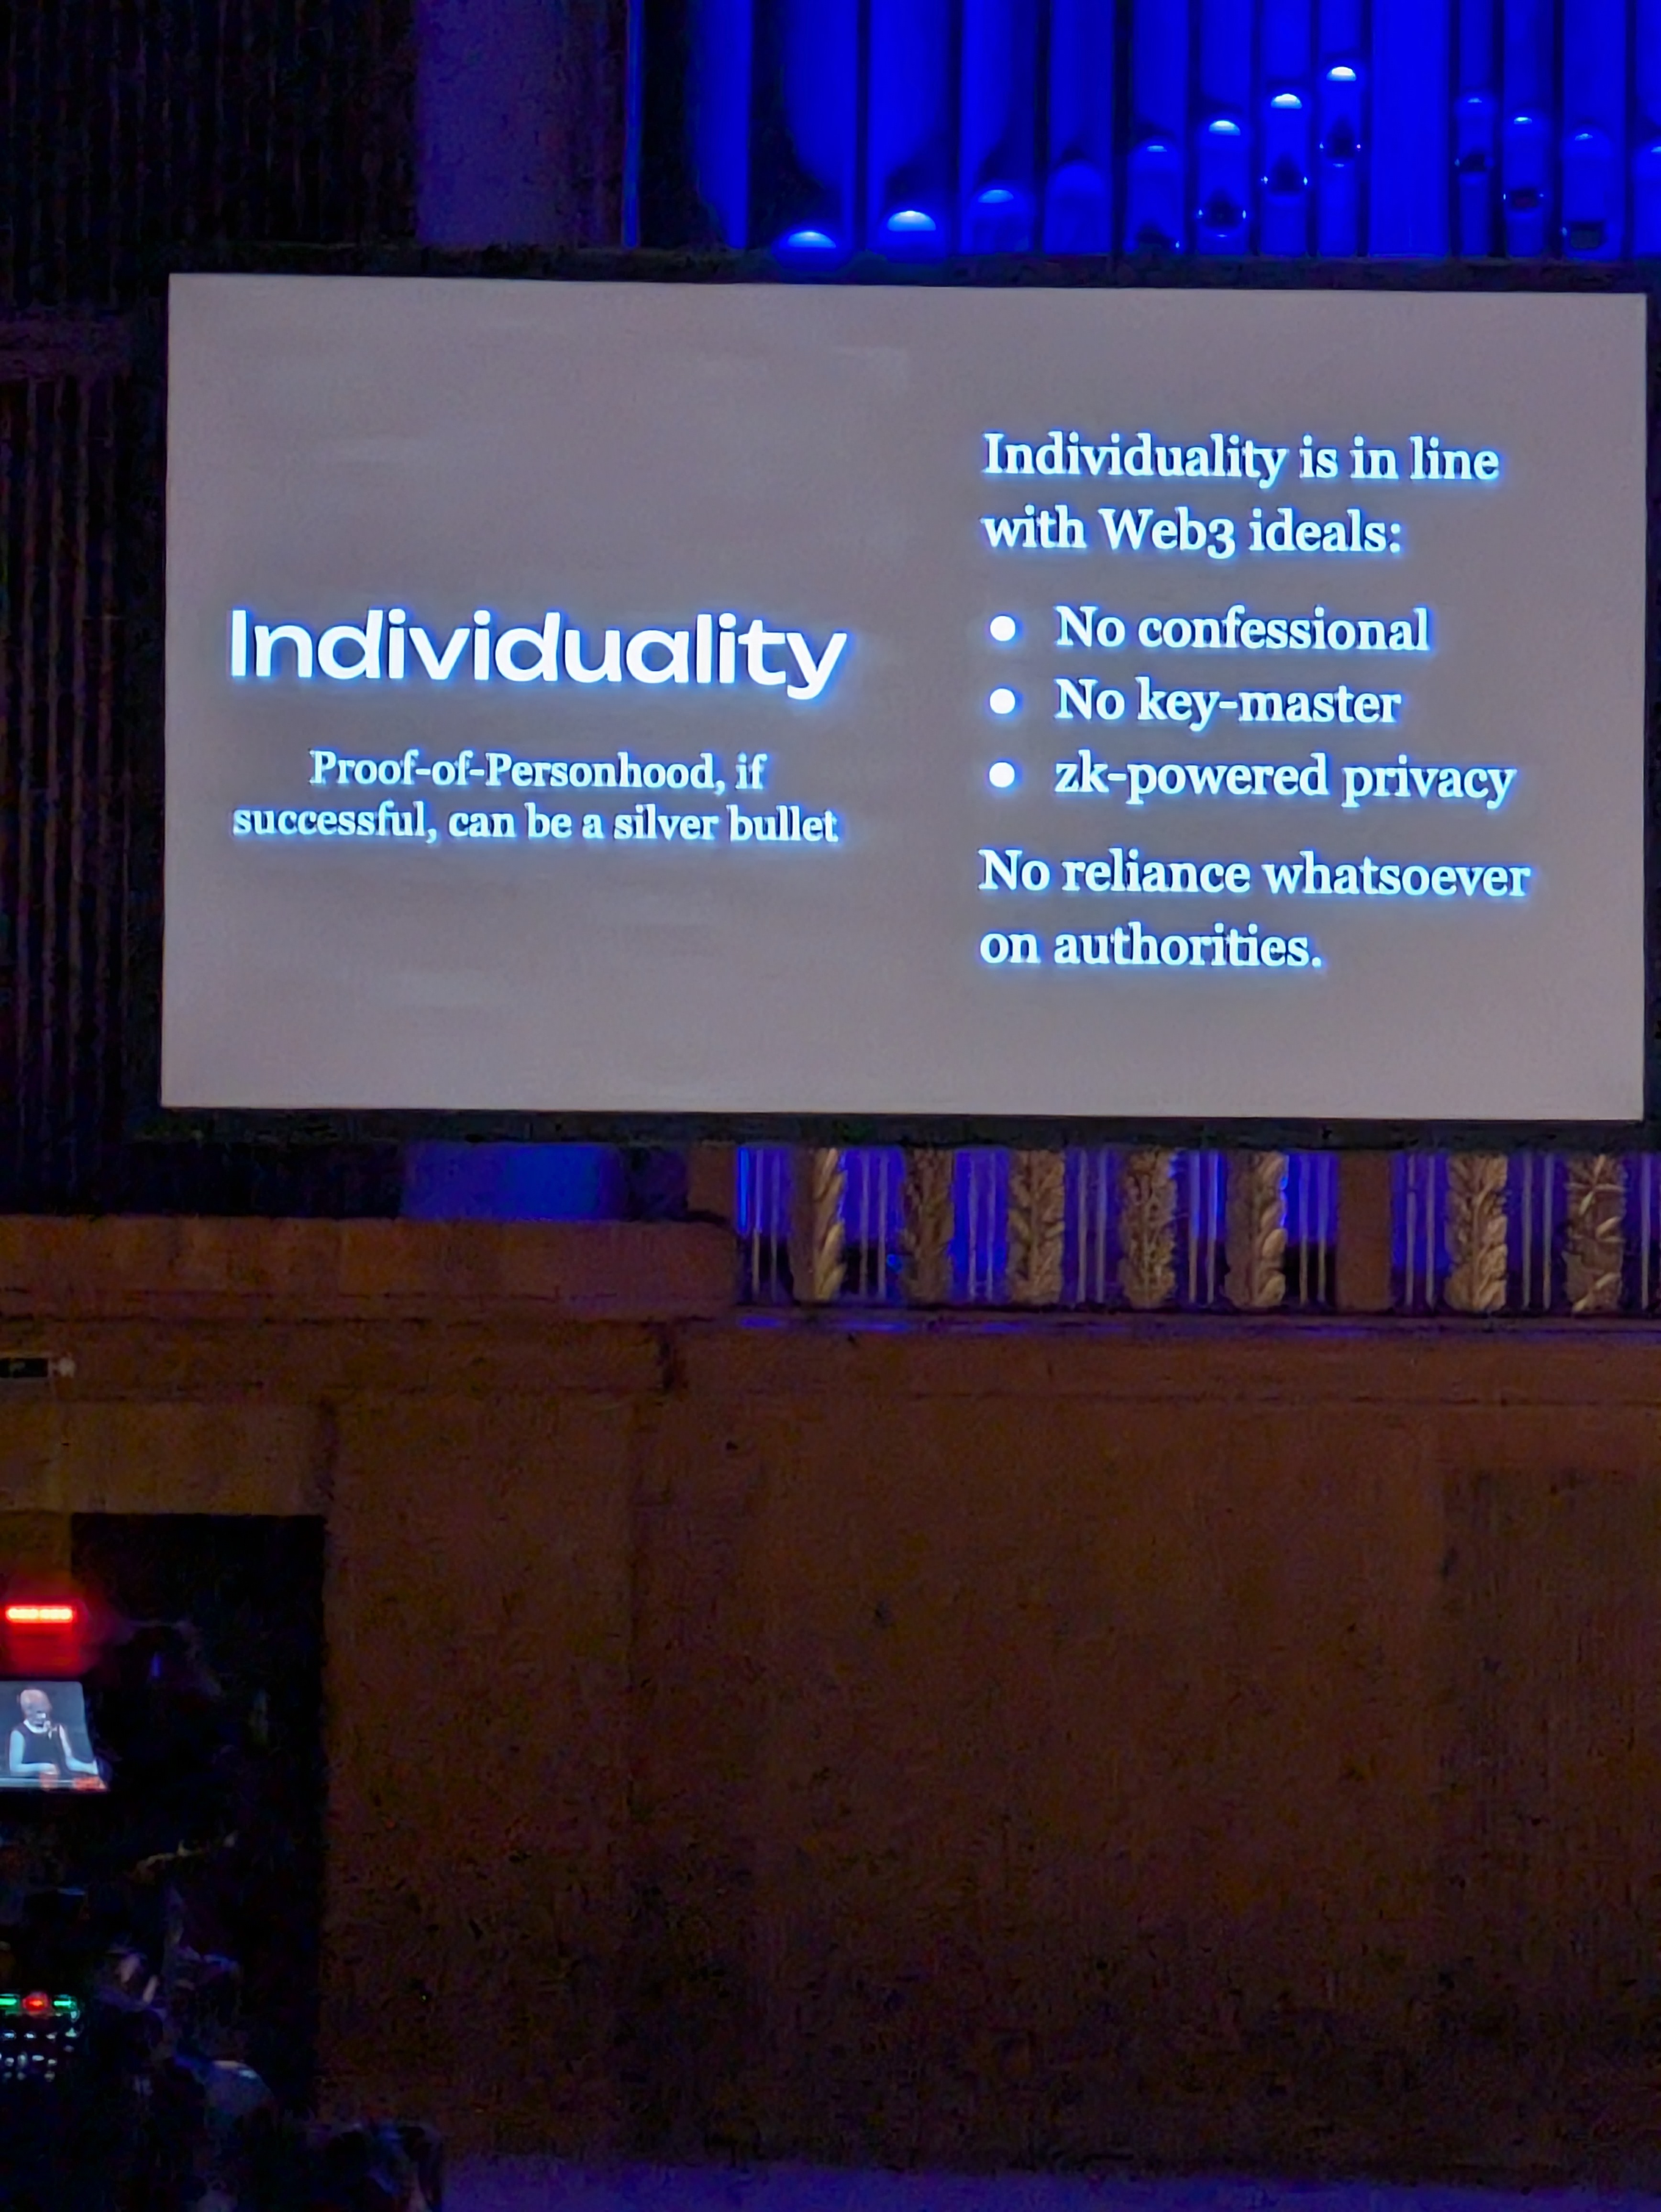 Individuality
Proof-of-Personhood, if
successful, can be a silver bullet
Individuality is in line
with Web3 ideals:
● No confessional
● No key-master
● zk-powered privacy
No reliance whatsoever
on authorities.